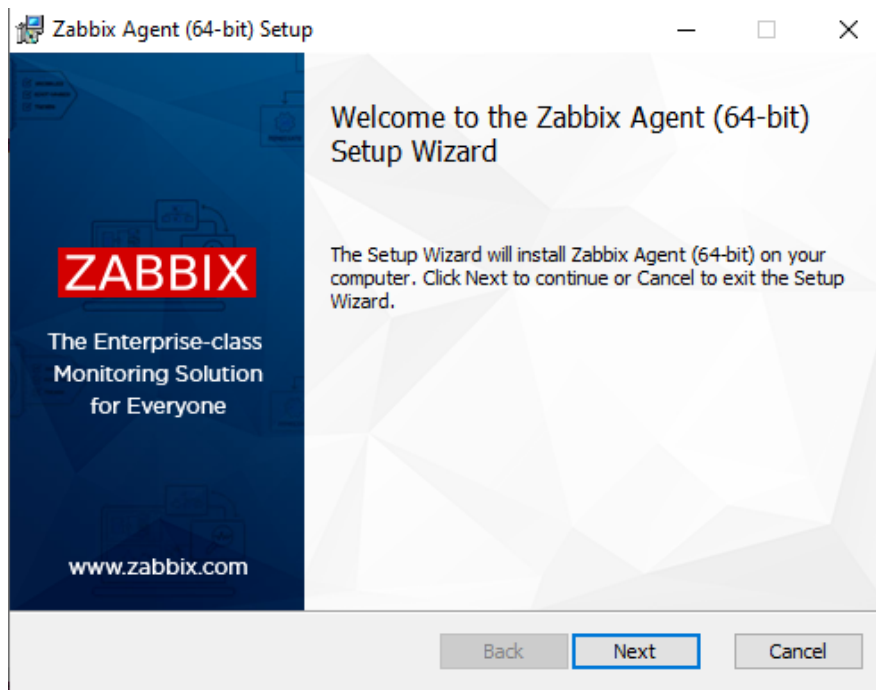 Zabbix Agent (64-bit) Setup
Welcome to the Zabbix Agent (64-bit)
Setup Wizard
The Setup Wizard will install Zabbix Agent (64-bit) on your
computer. Click Next to continue or Cancel to exit the Setup
Wizard.
ZABBIX
The Enterprise-class
Monitoring Solution
for Everyone
www.zabbix.com
Back
Next
Cancel